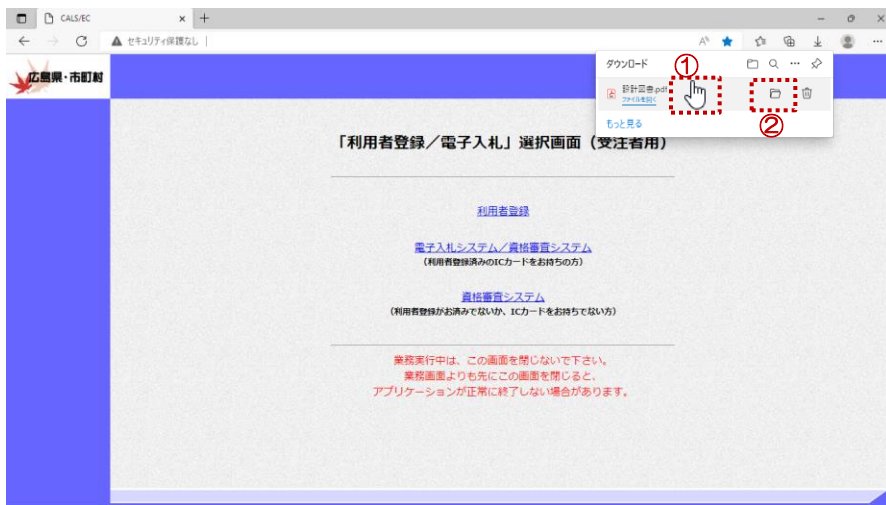 CALS/EC
セキュリティ保護なし
ダウンロード
①
設計図書.pdf
ファイルを開く
もっと見る
②
広島県・市町村
「利用者登録／電子入札」選択画面（受注者用）
利用者登録
電子入札システム／資格審査システム
（利用者登録済みのICカードをお持ちの方）
資格審査システム
（利用者登録がお済みでないか、ICカードをお持ちでない方）
業務実行中は、この画面を閉じないで下さい。
業務画面よりも先にこの画面を閉じると、
アプリケーションが正常に終了しない場合があります。